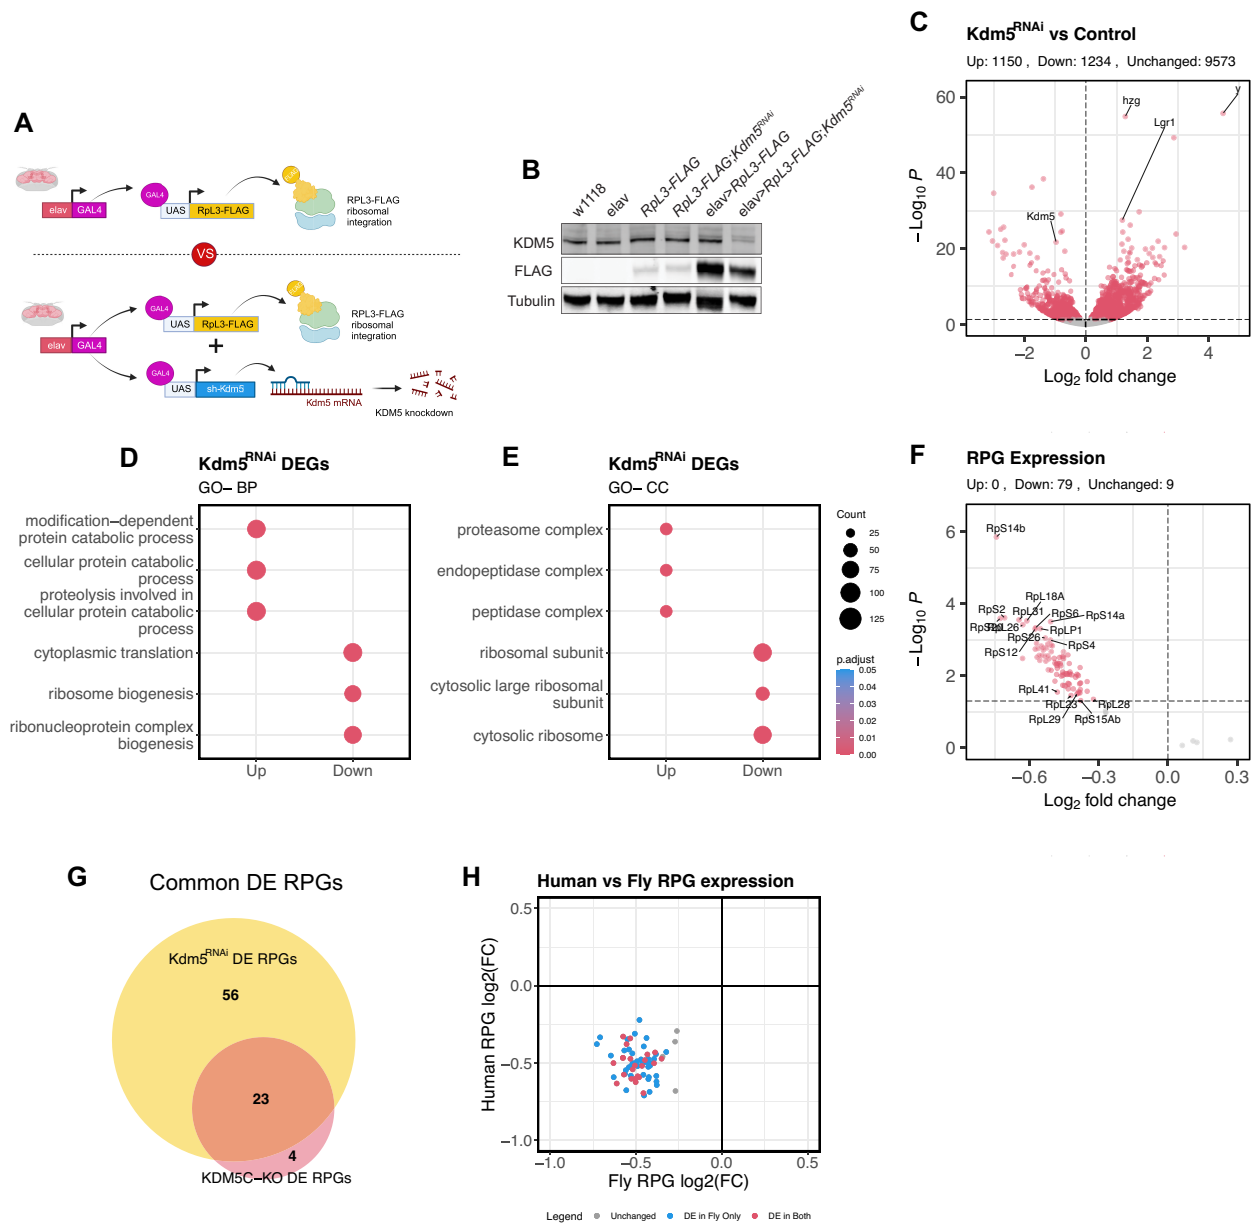 A
elav
GAL4
GAL4
UAS
RpL3-FLAG
RPL3-FLAG
ribosomal
integration
VS
elav
GAL4
GAL4
UAS
RpL3-FLAG
RPL3-FLAG
ribosomal
integration
+
GAL4
UAS
sh-Kdm5
Kdm5 mRNA
KDM5 knockdown
B
w1118
elav
RpL3-FLAG
RpL3-FLAG;Kdm5RNAi
elav>RpL3-FLAG
elav>RpL3-FLAG;Kdm5RNAi
KDM5
FLAG
Tubulin
C
Kdm5RNAi vs Control
Up: 1150 , Down: 1234 , Unchanged: 9573
−Log10 P
60
40
20
0
hzg
y
Lgr1
Kdm5
−2
0
2
4
Log2 fold change
D
Kdm5RNAi DEGs
GO− BP
modification−dependent
protein catabolic process
cellular protein catabolic
process
proteolysis involved in
cellular protein catabolic
process
cytoplasmic translation
ribosome biogenesis
ribonucleoprotein complex
biogenesis
Up
Down
E
Kdm5RNAi DEGs
GO− CC
proteasome complex
endopeptidase complex
peptidase complex
ribosomal subunit
cytosolic large ribosomal
subunit
cytosolic ribosome
Up
Down
Count
25
50
75
100
125
p.adjust
0.05
0.04
0.03
0.02
0.01
0.00
F
RPG Expression
Up: 0 , Down: 79 , Unchanged: 9
−Log10 P
6
4
2
0
RpS14b
RpL18A
RpS2
RpL31
RpS6
RpS14a
RpL26
RpLP1
RpS26
RpS4
RpS12
RpL41
RpL23
RpL28
RpL29
RpS15Ab
−0.6
−0.3
0.0
0.3
Log2 fold change
G
Common DE RPGs
Kdm5RNAi DE RPGs
56
23
4
KDM5C−KO DE RPGs
H
Human vs Fly RPG expression
Human RPG log2(FC)
0.5
0.0
−0.5
−1.0
−1.0
−0.5
0.0
0.5
Fly RPG log2(FC)
Legend
Unchanged
DE in Fly Only
DE in Both